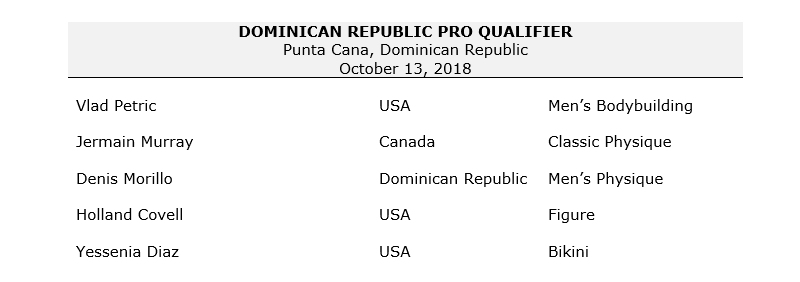 DOMINICAN REPUBLIC PRO QUALIFIER
Punta Cana, Dominican Republic
October 13, 2018
Vlad Petric USA Men’s Bodybuilding
Jermain Murray Canada Classic Physique
Denis Morillo Dominican Republic Men’s Physique
Holland Covell USA Figure
Yessenia Diaz USA Bikini